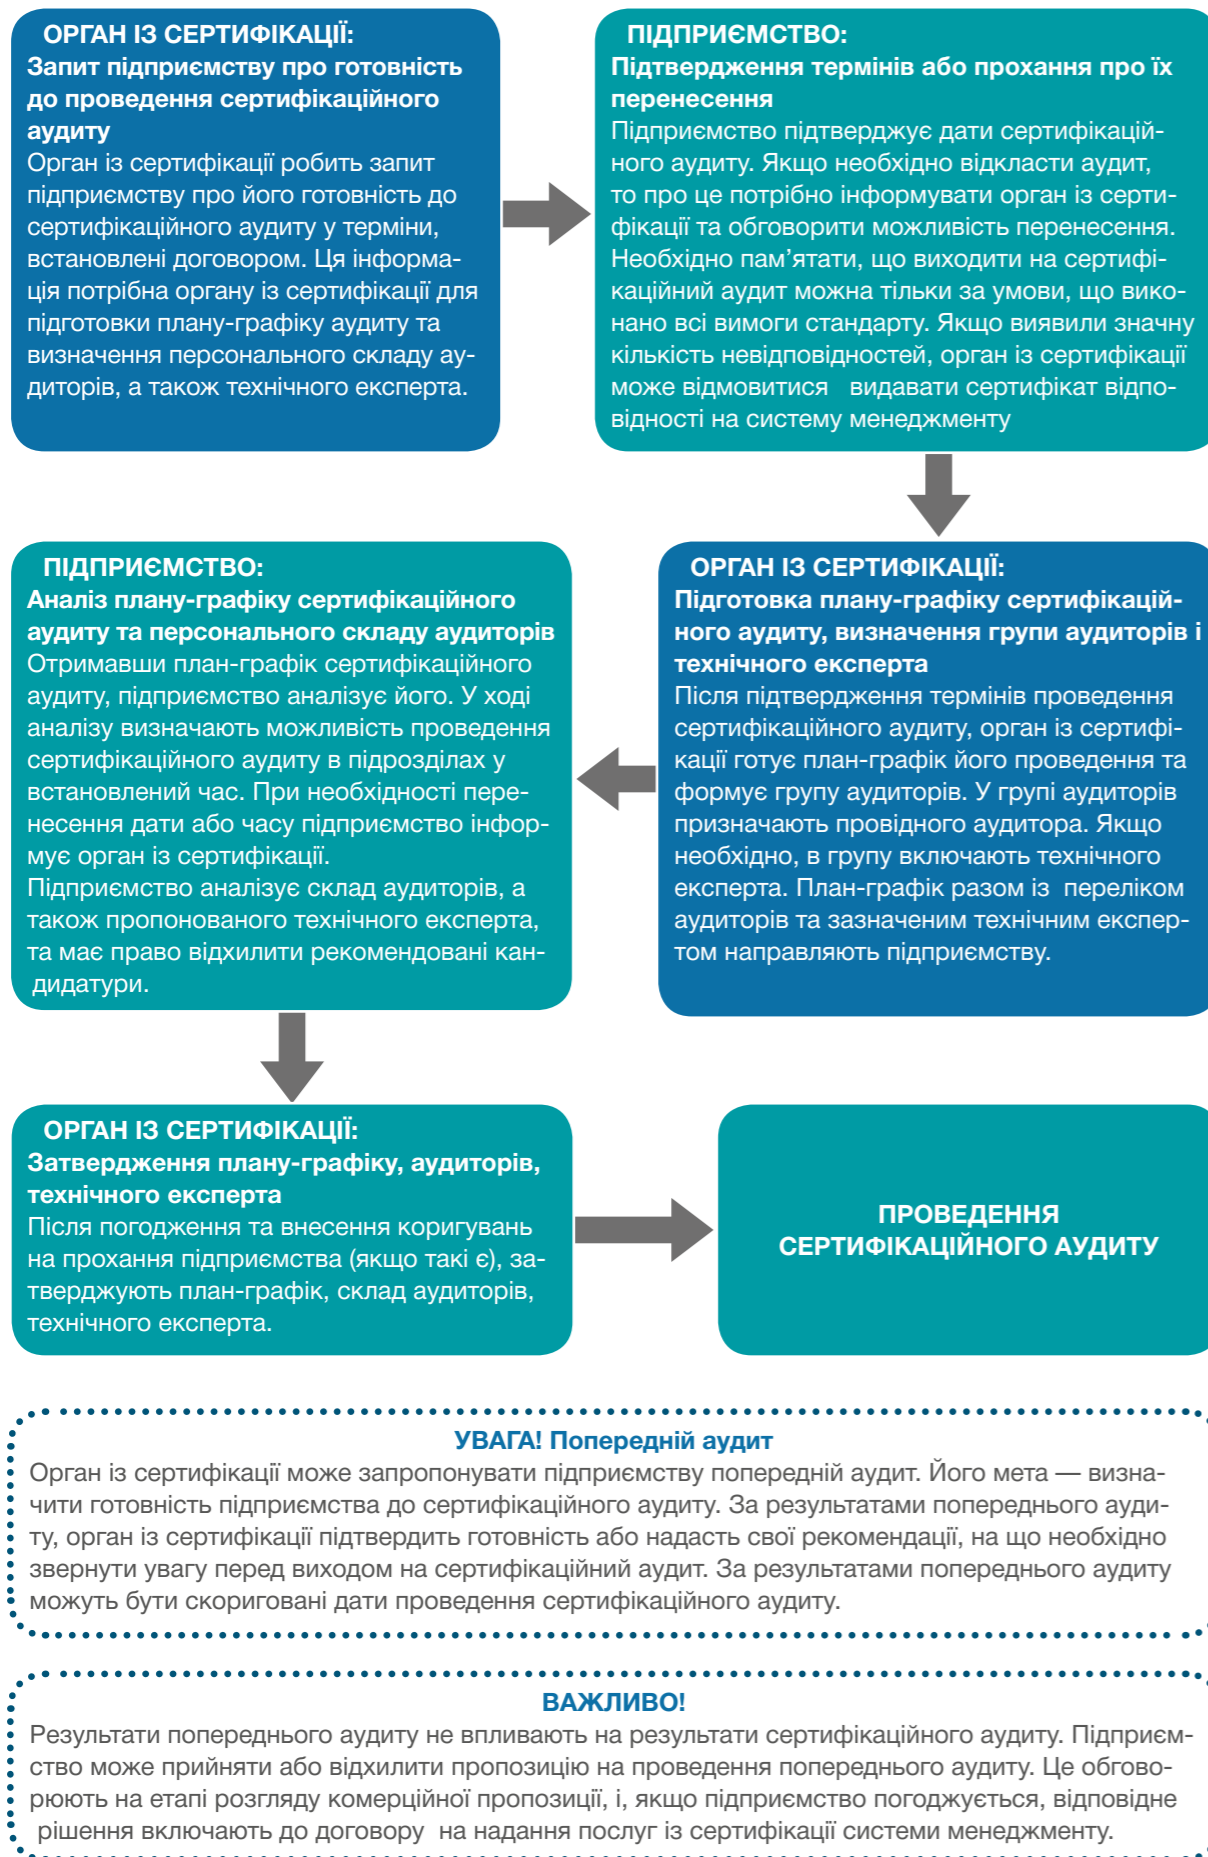 ОРГАН ІЗ СЕРТИФІКАЦІЇ:
Запит підприємству про готовність
до проведення сертифікаційного
аудиту
Орган із сертифікації робить запит
підприємству про його готовність до
сертифікаційного аудиту у терміни,
встановлені договором. Ця інформа-
ція потрібна органу із сертифікації для
підготовки плану-графіку аудиту та
визначення персонального складу ау-
диторів, а також технічного експерта.
ПІДПРИЄМСТВО:
Підтвердження термінів або прохання про їх
перенесення
Підприємство підтверджує дати сертифікацій-
ного аудиту. Якщо необхідно відкласти аудит,
то про це потрібно інформувати орган із серти-
фікації та обговорити можливість перенесення.
Необхідно пам’ятати, що виходити на сертифі-
каційний аудит можна тільки за умови, що вико-
нано всі вимоги стандарту. Якщо виявили значну
кількість невідповідностей, орган із сертифікації
може відмовитися   видавати сертифікат відпо-
відності на систему менеджменту
ОРГАН ІЗ СЕРТИФІКАЦІЇ:
Підготовка плану-графіку сертифікацій-
ного аудиту, визначення групи аудиторів і
технічного експерта
Після підтвердження термінів проведення
сертифікаційного аудиту, орган із сертифі-
кації готує план-графік його проведення та
формує групу аудиторів. У групі аудиторів
призначають провідного аудитора. Якщо
необхідно, в групу включають технічного
експерта. План-графік разом із  переліком
аудиторів та зазначеним технічним експер-
том направляють підприємству.
ПІДПРИЄМСТВО:
Аналіз плану-графіку сертифікаційного
аудиту та персонального складу аудиторів
Отримавши план-графік сертифікаційного
аудиту, підприємство аналізує його. У ході
аналізу визначають можливість проведення
сертифікаційного аудиту в підрозділах у
встановлений час. При необхідності пере-
несення дати або часу підприємство інфор-
мує орган із сертифікації.
Підприємство аналізує склад аудиторів, а
також пропонованого технічного експерта,
та має право відхилити рекомендовані кан-
дидатури.
ОРГАН ІЗ СЕРТИФІКАЦІЇ:
Затвердження плану-графіку, аудиторів,
технічного експерта
Після погодження та внесення коригувань
на прохання підприємства (якщо такі є), за-
тверджують план-графік, склад аудиторів,
технічного експерта.
ПРОВЕДЕННЯ
СЕРТИФІКАЦІЙНОГО АУДИТУ
УВАГА! Попередній аудит
Орган із сертифікації може запропонувати підприємству попередній аудит. Його мета — визна-
чити готовність підприємства до сертифікаційного аудиту. За результатами попереднього ауди-
ту, орган із сертифікації підтвердить готовність або надасть свої рекомендації, на що необхідно
звернути увагу перед виходом на сертифікаційний аудит. За результатами попереднього аудиту
можуть бути скориговані дати проведення сертифікаційного аудиту.
ВАЖЛИВО!
Результати попереднього аудиту не впливають на результати сертифікаційного аудиту. Підприєм-
ство може прийняти або відхилити пропозицію на проведення попереднього аудиту. Це обгово-
рюють на етапі розгляду комерційної пропозиції, і, якщо підприємство погоджується, відповідне
рішення включають до договору  на надання послуг із сертифікації системи менеджменту.